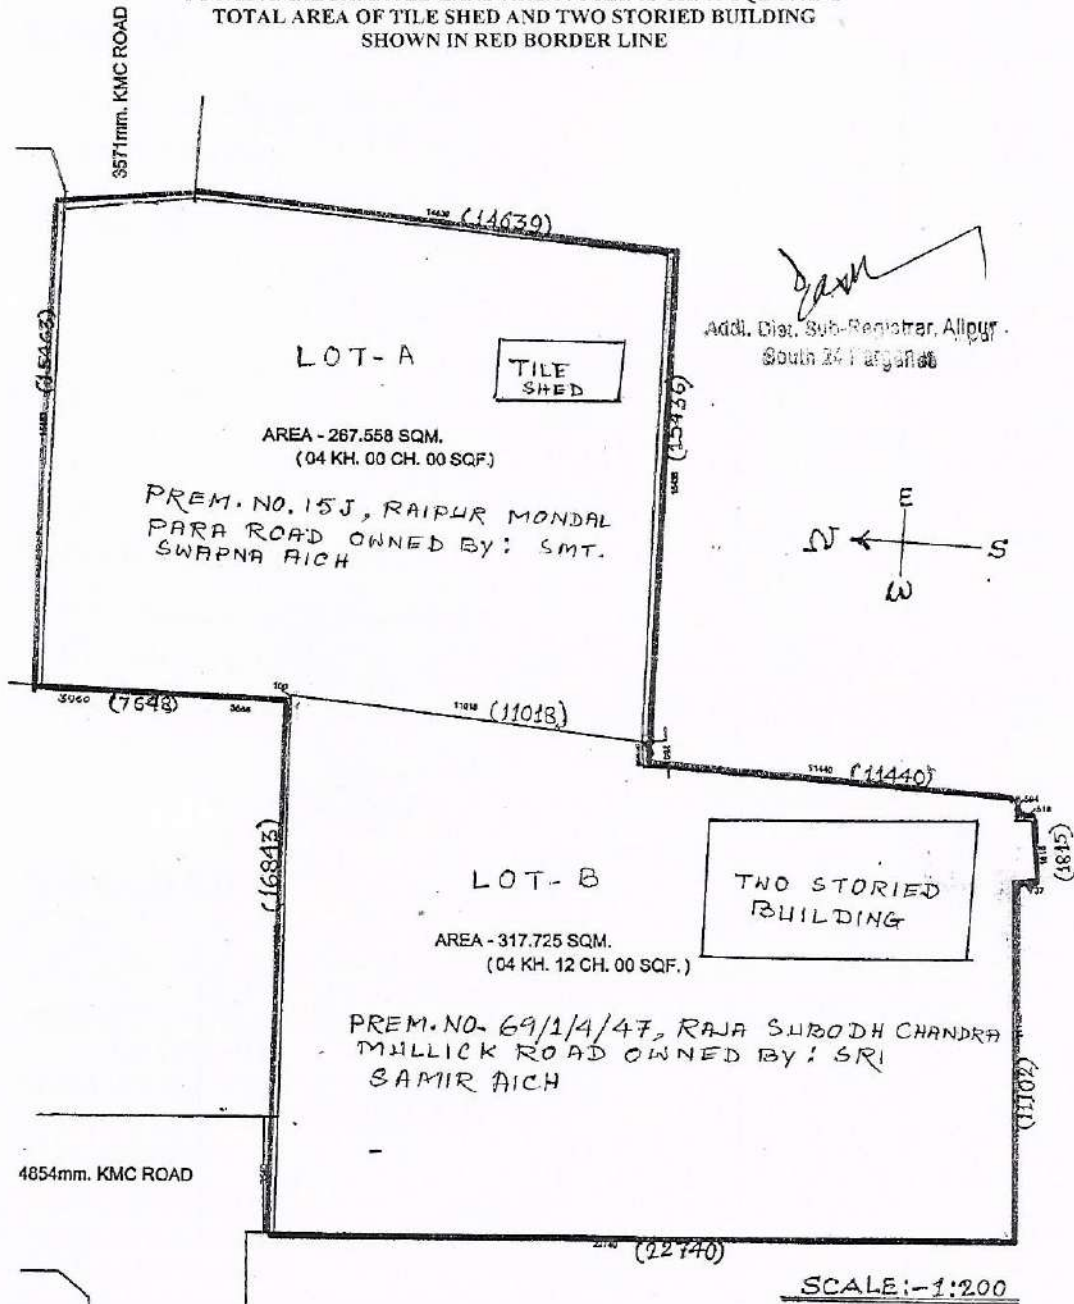 TOTAL AREA OF TILE SHED AND TWO STORIED BUILDING
SHOWN IN RED BORDER LINE
3571mm. KMC ROAD
(14639)
Addl. Dist. Sub-Registrar, Alipur
South 24 Parganas
(15463)
LOT-A
TILE
SHED
(15436)
AREA - 267.558 SQM.
(04 KH. 00 CH. 00 SQF.)
PREM. NO. 15J, RAIPUR MONDAL
PARA ROAD OWNED BY: SMT.
SWAPNA AICH
E
N S
W
3960 (7648)
(11018)
11440 (11440)
(1815)
(16843)
LOT-B
TWO STORIED
BUILDING
AREA - 317.725 SQM.
(04 KH. 12 CH. 00 SQF.)
PREM. NO- 69/1/4/47, RAJA SUBODH CHANDRA
MULLICK ROAD OWNED BY: SRI
SAMIR AICH
(11102)
4854mm. KMC ROAD
(22740)
SCALE:-1:200